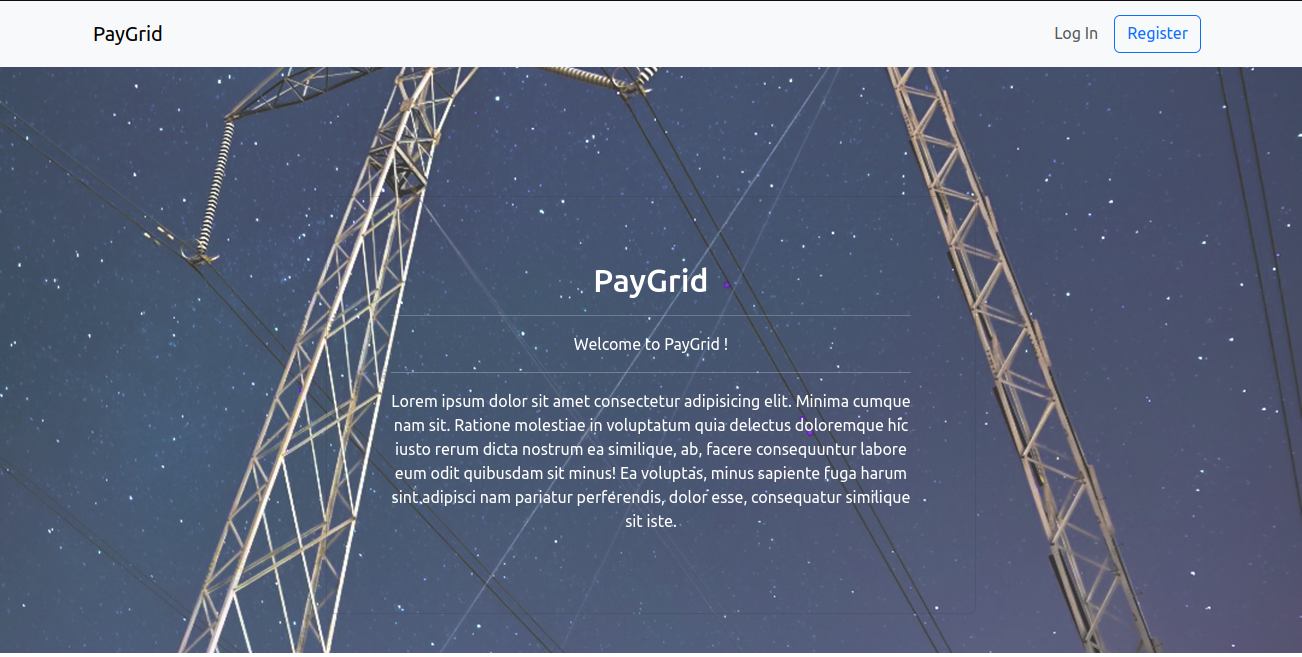 PayGrid
Log In
Register
PayGrid
Welcome to PayGrid !
Lorem ipsum dolor sit amet consectetur adipisicing elit. Minima cumque
nam sit. Ratione molestiae in voluptatum quia delectus doloremque hic
iusto rerum dicta nostrum ea similique, ab, facere consequuntur labore
eum odit quibusdam sit minus! Ea voluptas, minus sapiente fuga harum
sint adipisci nam pariatur perferendis, dolor esse, consequatur similique
sit iste.